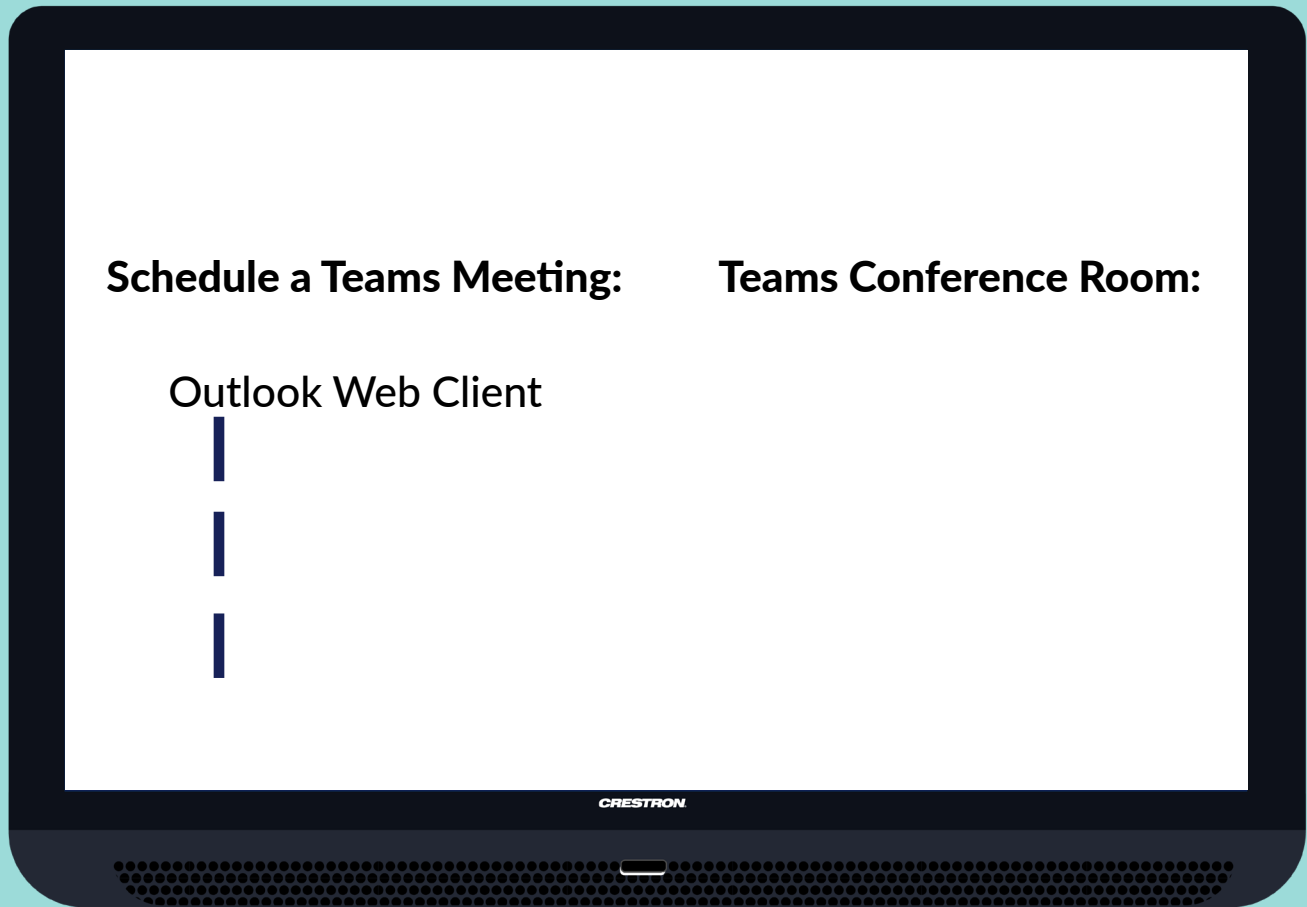 Schedule a Teams Meeting:
Teams Conference Room:
Outlook Web Client
CRESTRON